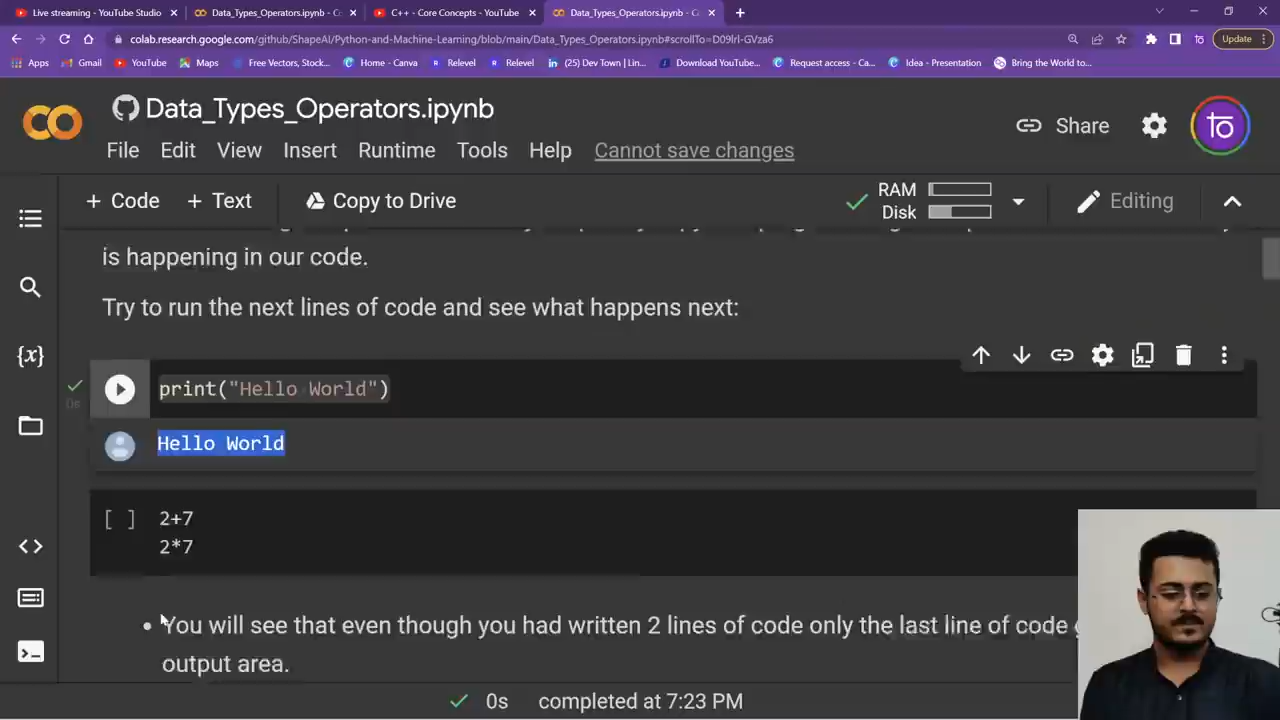 Live streaming - YouTube Studio
Data_Types_Operators.ipynb - C
C++ - Core Concepts - YouTube
Data_Types_Operators.ipynb - C
colab.research.google.com/github/ShapeAI/Python-and-Machine-Learning/blob/main/Data_Types_Operators.ipynb#scrollTo=D09lrl-GVza6
Update
Apps
Gmail
YouTube
Maps
Free Vectors, Stock...
Home - Canva
Relevel
Relevel
(25) Dev Town | Lin...
Download YouTube...
Request access - Ca...
Idea - Presentation
Bring the World to...
Data_Types_Operators.ipynb
Share
File Edit View Insert Runtime Tools Help Cannot save changes
+ Code + Text Copy to Drive
RAM
Disk
Editing
is happening in our code.
Try to run the next lines of code and see what happens next:
print("Hello World")
0s
Hello World
[ ] 2+7
2*7
• You will see that even though you had written 2 lines of code only the last line of code
output area.
0s completed at 7:23 PM